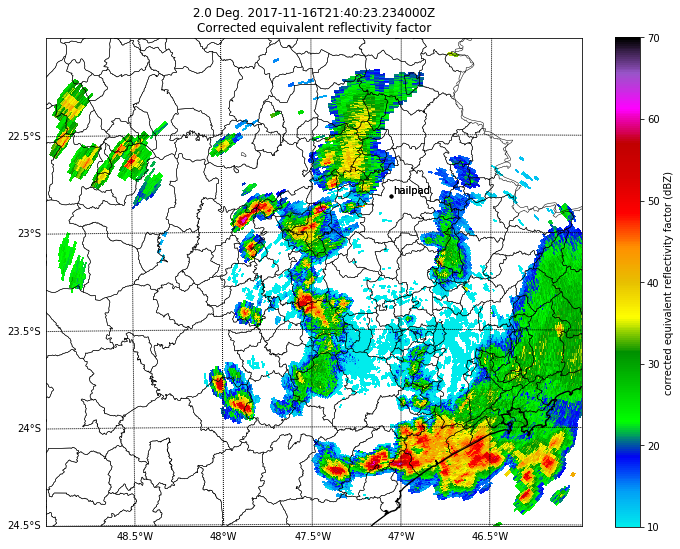 2.0 Deg. 2017-11-16T21:40:23.234000Z
Corrected equivalent reflectivity factor
70
60
50
40
30
20
10
corrected equivalent reflectivity factor (dBZ)
22.5°S
23°S
23.5°S
24°S
24.5°S
hailpad
48.5°W
48°W
47.5°W
47°W
46.5°W